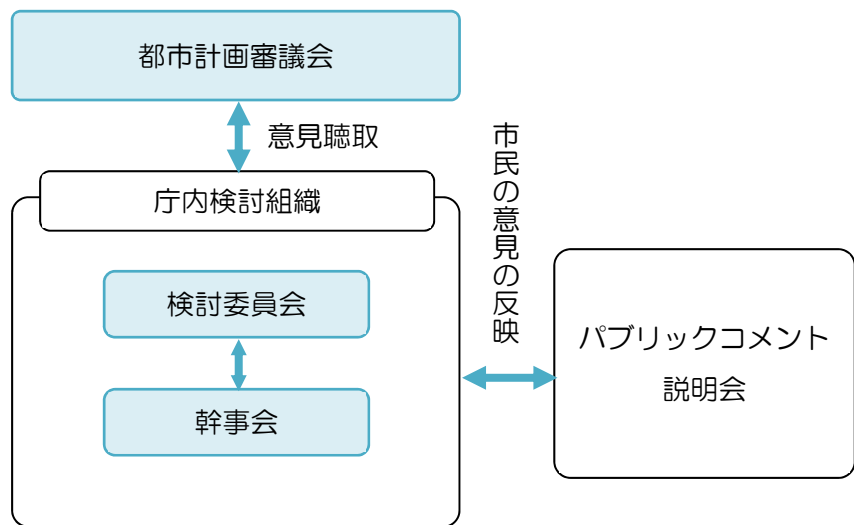 都市計画審議会
意見聴取
庁内検討組織
検討委員会
幹事会
市民の意見の反映
パブリックコメント
説明会